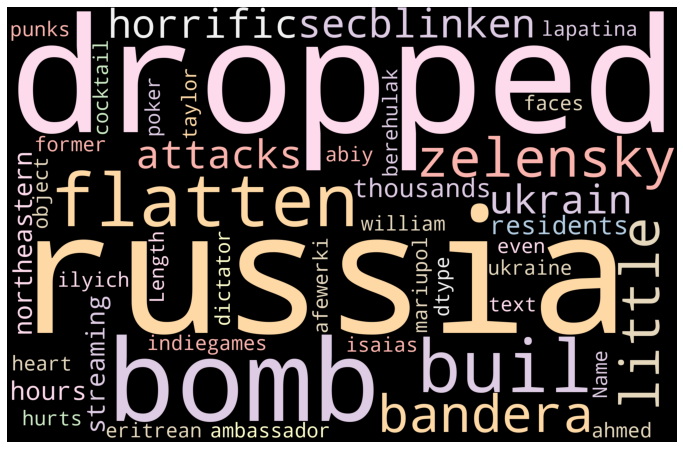 punks
horrific
secblinken
lapatina
dropped
cocktail
poker
taylor
berehulak
faces
former
attacks
abiy
zelensky
northeastern
object
flatten
thousands
ukrain
william
residents
russia
little
ilyich
Length
dictator
afewerki
mariupol
dtype
even
ukraine
text
streaming
indiegames
isaias
heart
bomb
buil
Name
hours
bandera
hurts
eritrean
ambassador
ahmed